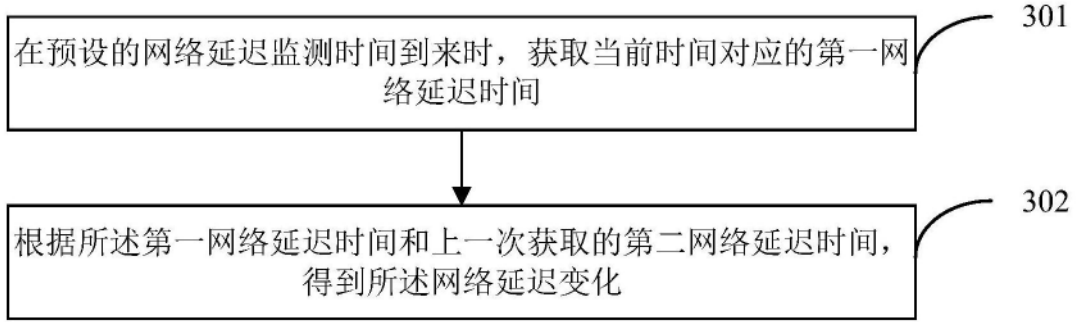 301
在预设的网络延迟监测时间到来时，获取当前时间对应的第一网
络延迟时间
302
根据所述第一网络延迟时间和上一次获取的第二网络延迟时间，
得到所述网络延迟变化